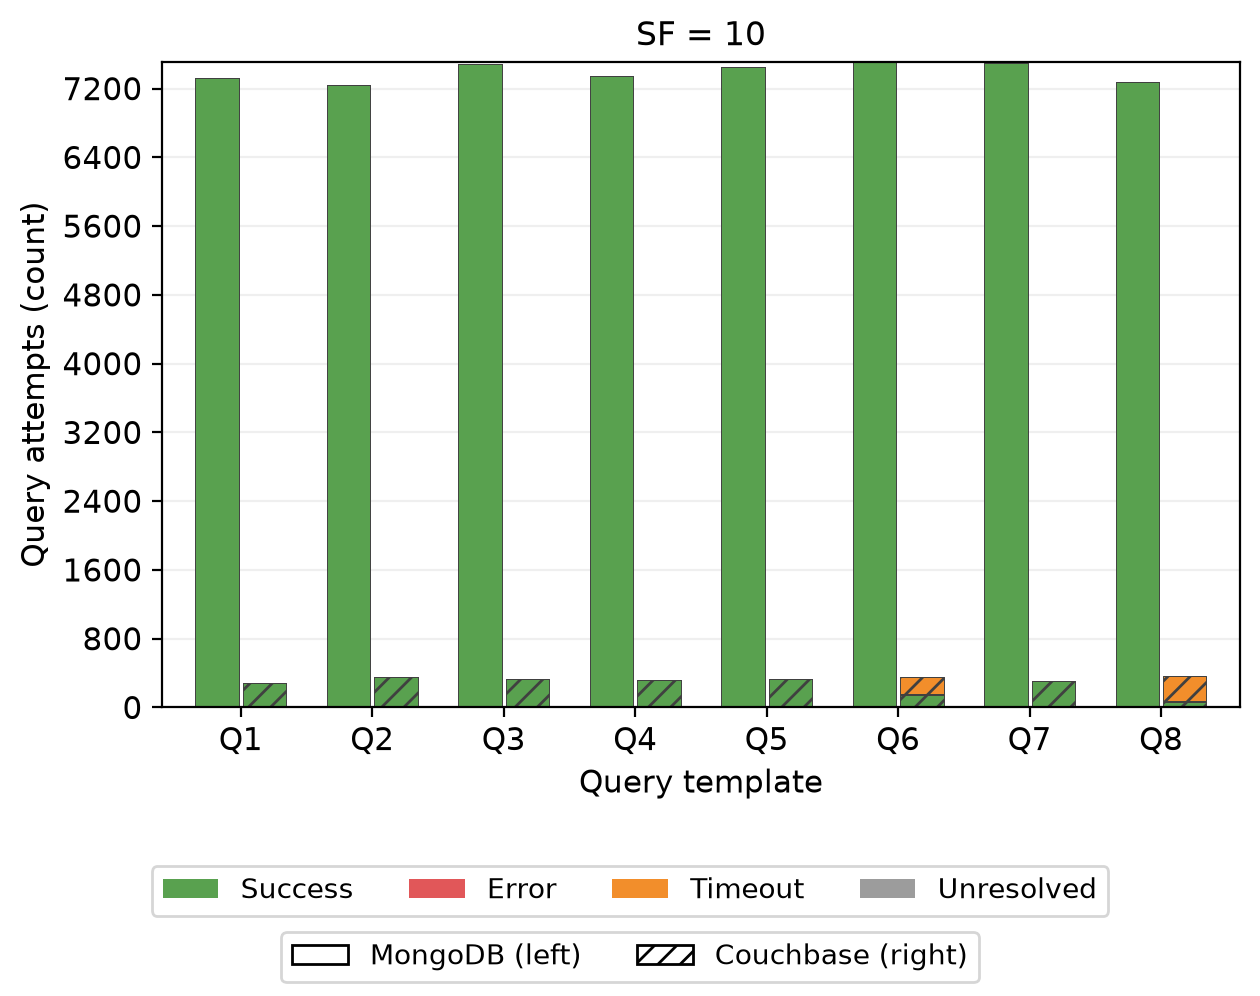 SF = 10
7200
6400
5600
4800
4000
3200
2400
1600
800
0
Query attempts (count)
Q1 Q2 Q3 Q4 Q5 Q6 Q7 Q8
Query template
Success Error Timeout Unresolved
MongoDB (left) Couchbase (right)